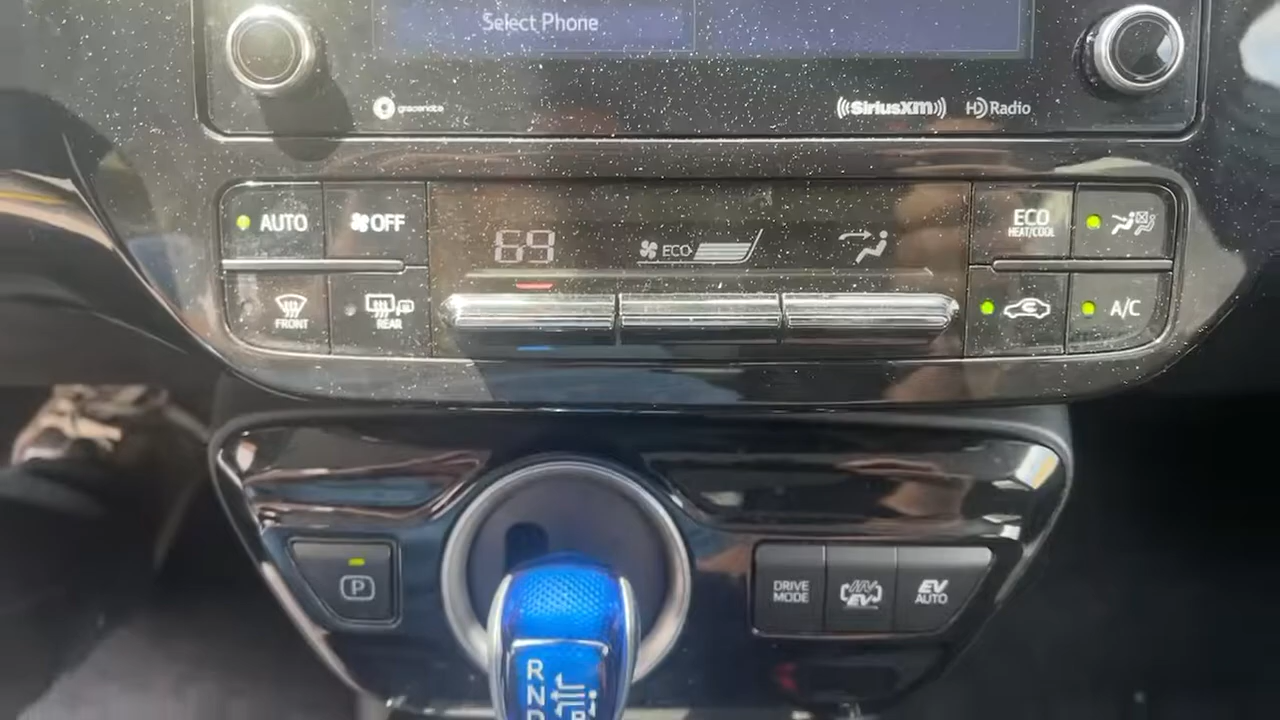 Select Phone
gracenote
((SiriusXM))
HD Radio
AUTO
OFF
69
ECO
ECO
HEAT/COOL
FRONT
REAR
A/C
P
DRIVE
MODE
HV
EV
EV
AUTO
R
N
D
B